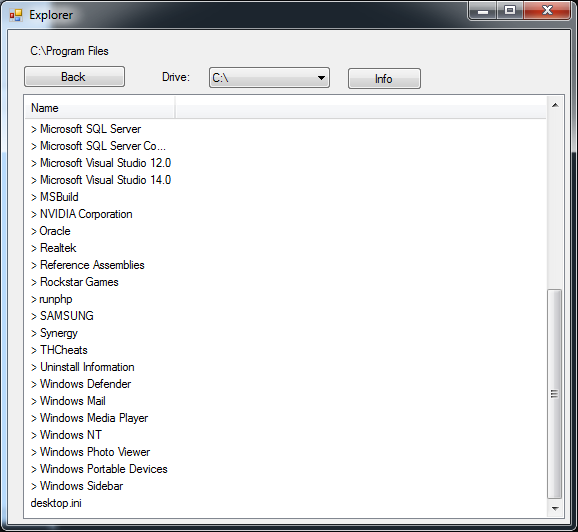 Explorer
C:\Program Files
Back
Drive:
C:\
Info
Name
> Microsoft SQL Server
> Microsoft SQL Server Co...
> Microsoft Visual Studio 12.0
> Microsoft Visual Studio 14.0
> MSBuild
> NVIDIA Corporation
> Oracle
> Realtek
> Reference Assemblies
> Rockstar Games
> runphp
> SAMSUNG
> Synergy
> THCheats
> Uninstall Information
> Windows Defender
> Windows Mail
> Windows Media Player
> Windows NT
> Windows Photo Viewer
> Windows Portable Devices
> Windows Sidebar
desktop.ini